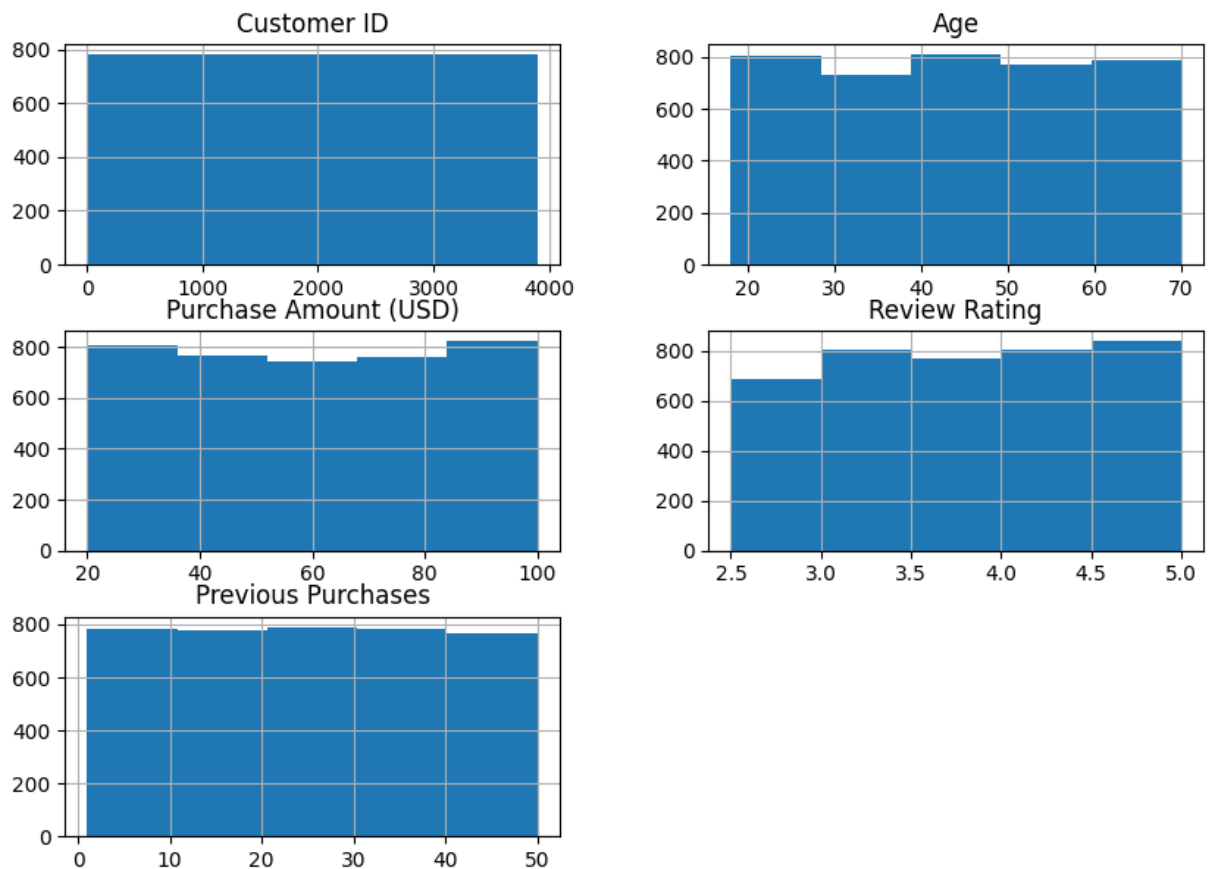 Customer ID
800
600
400
200
0
0 1000 2000 3000 4000
Age
800
600
400
200
0
20 30 40 50 60 70
Purchase Amount (USD)
800
600
400
200
0
20 40 60 80 100
Review Rating
800
600
400
200
0
2.5 3.0 3.5 4.0 4.5 5.0
Previous Purchases
800
600
400
200
0
0 10 20 30 40 50